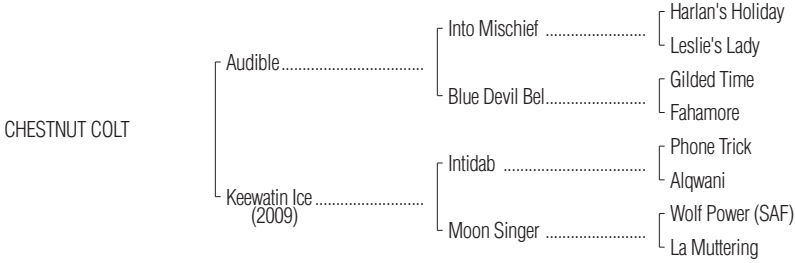 Harlan's Holiday
Into Mischief ..........................
Leslie's Lady
Audible....................................
Gilded Time
Blue Devil Bel..........................
Fahamore
CHESTNUT COLT
Phone Trick
Intidab ....................................
Alqwani
Keewatin Ice ............................
(2009)
Wolf Power (SAF)
Moon Singer ..........................
La Muttering